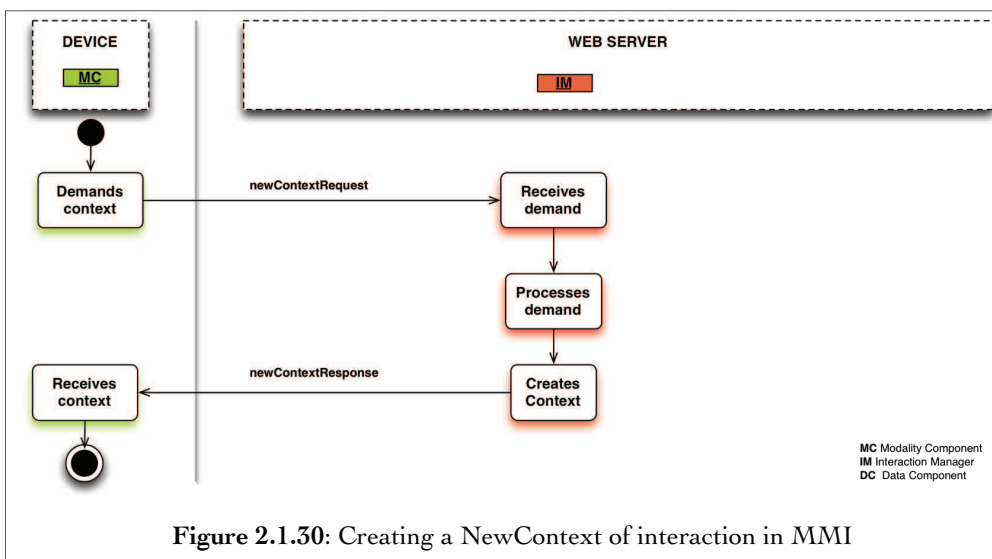 DEVICE
WEB SERVER
MC
IM
Demands
context
newContextRequest
Receives
demand
Processes
demand
Receives
context
newContextResponse
Creates
Context
MC Modality Component
IM Interaction Manager
DC Data Component
Figure 2.1.30: Creating a NewContext of interaction in MMI